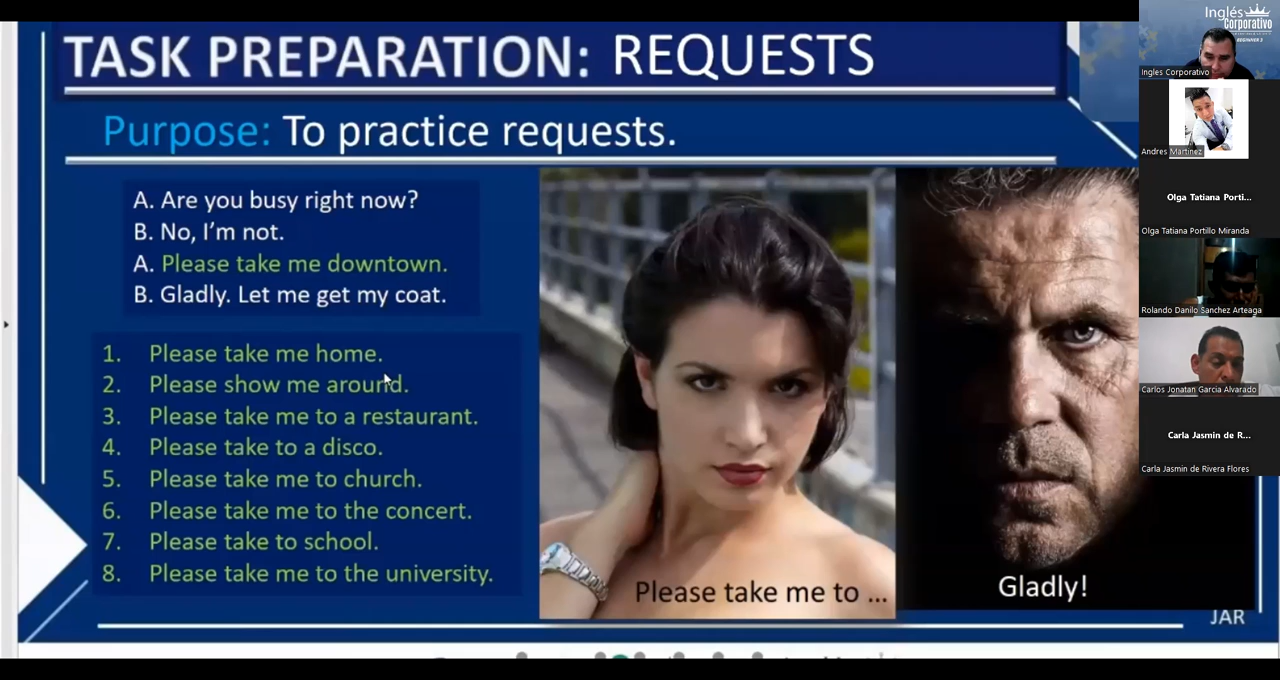 TASK PREPARATION: REQUESTS
Purpose: To practice requests.
A. Are you busy right now?
B. No, I'm not.
A. Please take me downtown.
B. Gladly. Let me get my coat.
1. Please take me home.
2. Please show me around.
3. Please take me to a restaurant.
4. Please take to a disco.
5. Please take me to church.
6. Please take me to the concert.
7. Please take to school.
8. Please take me to the university.
Please take me to ...
Gladly!
JAR
Inglés
Corporativo
Ingles Corporativo
Andres Martinez
Olga Tatiana Porti...
Olga Tatiana Portillo Miranda
Rolando Danilo Sanchez Arteaga
Carlos Jonatan Garcia Alvarado
Carla Jasmin de R...
Carla Jasmin de Rivera Flores